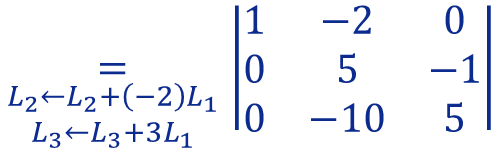 |1 −2 0|
= |0 5 −1|
L₂←L₂+(−2)L₁
L₃←L₃+3L₁ |0 −10 5|